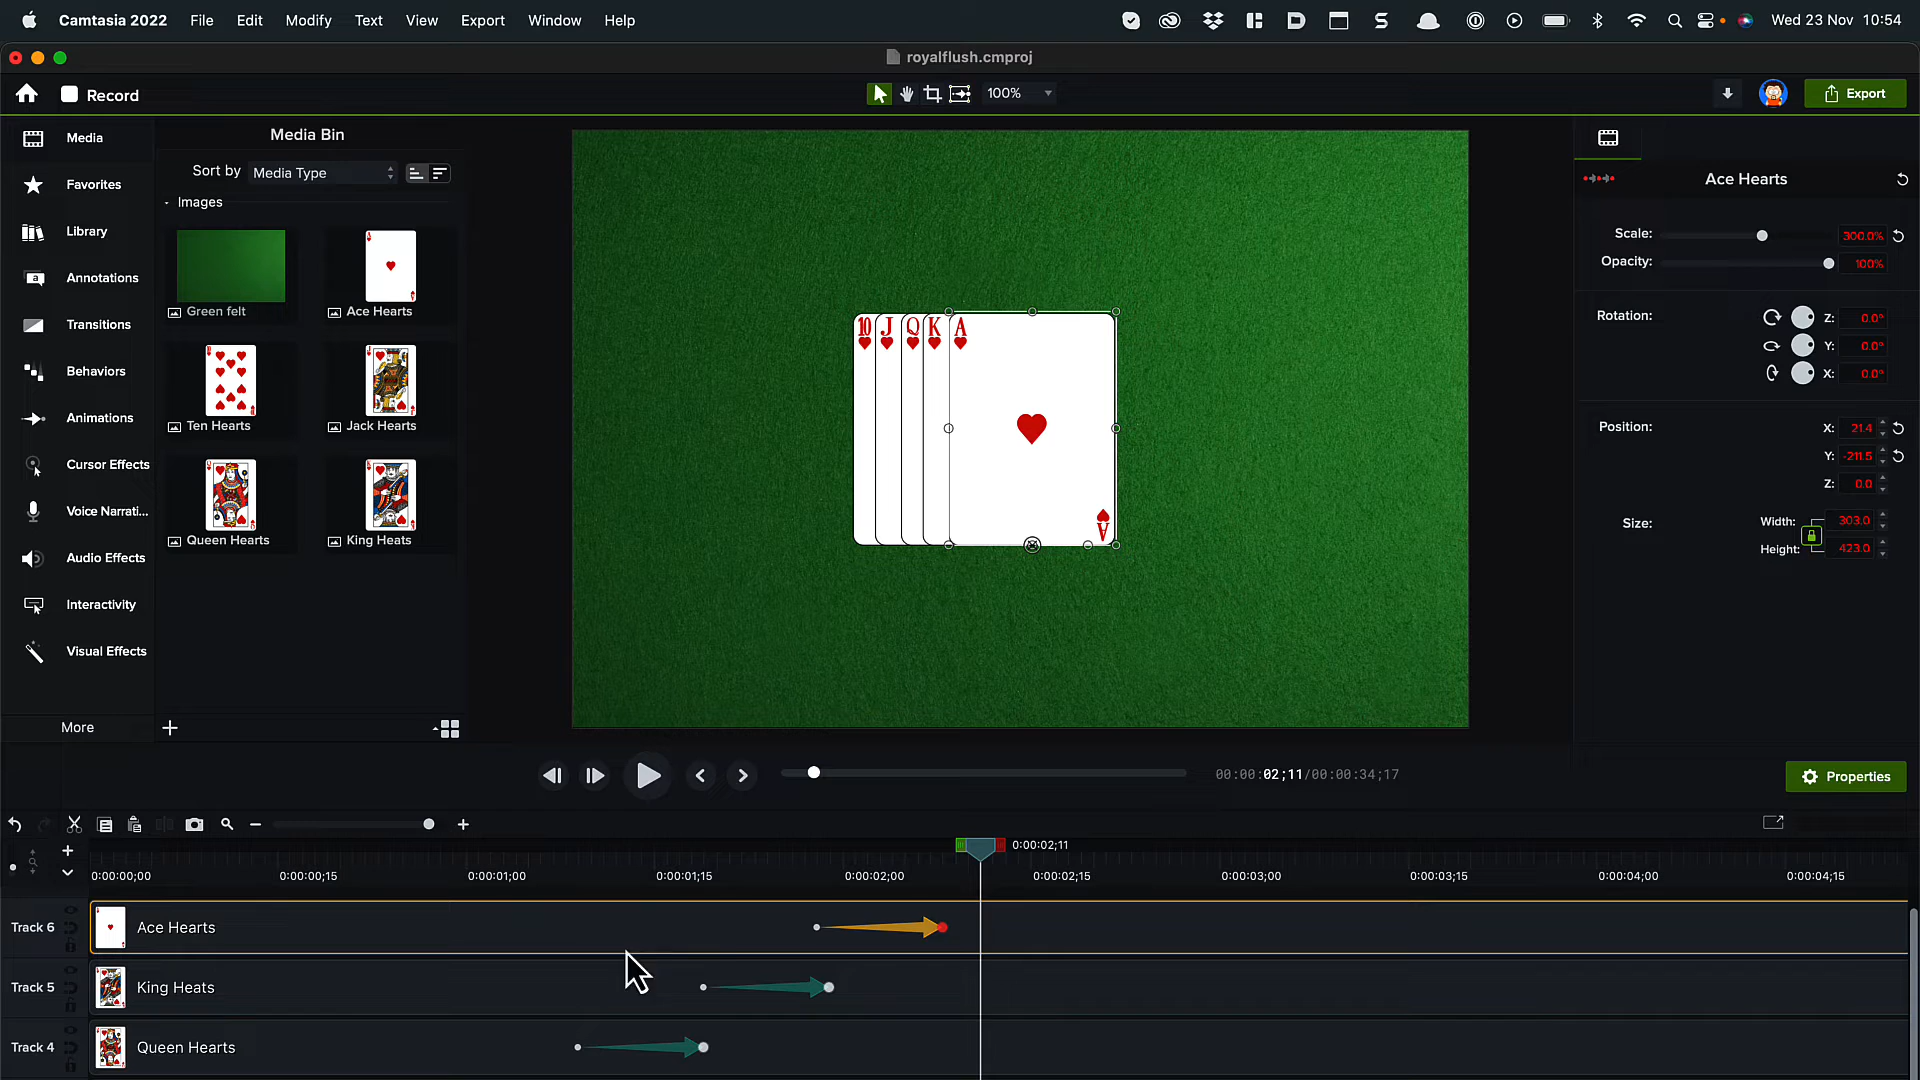 Camtasia 2022 File Edit Modify Text View Export Window Help Wed 23 Nov 10:54
royalflush.cmproj
Record 100% Export
Media
Favorites
Library
Annotations
Transitions
Behaviors
Animations
Cursor Effects
Voice Narrati...
Audio Effects
Interactivity
Visual Effects
More
Media Bin
Sort by Media Type
Images
Green felt Ace Hearts
Ten Hearts Jack Hearts
Queen Hearts King Heats
10 J Q K A
A
Ace Hearts
Scale: 300.0%
Opacity: 100%
Rotation: Z: 0.0°
Y: 0.0°
X: 0.0°
Position: X: 21.4
Y: -211.5
Z: 0.0
Size: Width: 303.0
Height: 423.0
00:00:02;11/00:00:34;17
Properties
0:00:02;11
0:00:00;00 0:00:00;15 0:00:01;00 0:00:01;15 0:00:02;00 0:00:02;15 0:00:03;00 0:00:03;15 0:00:04;00 0:00:04;15
Track 6 Ace Hearts
Track 5 King Heats
Track 4 Queen Hearts